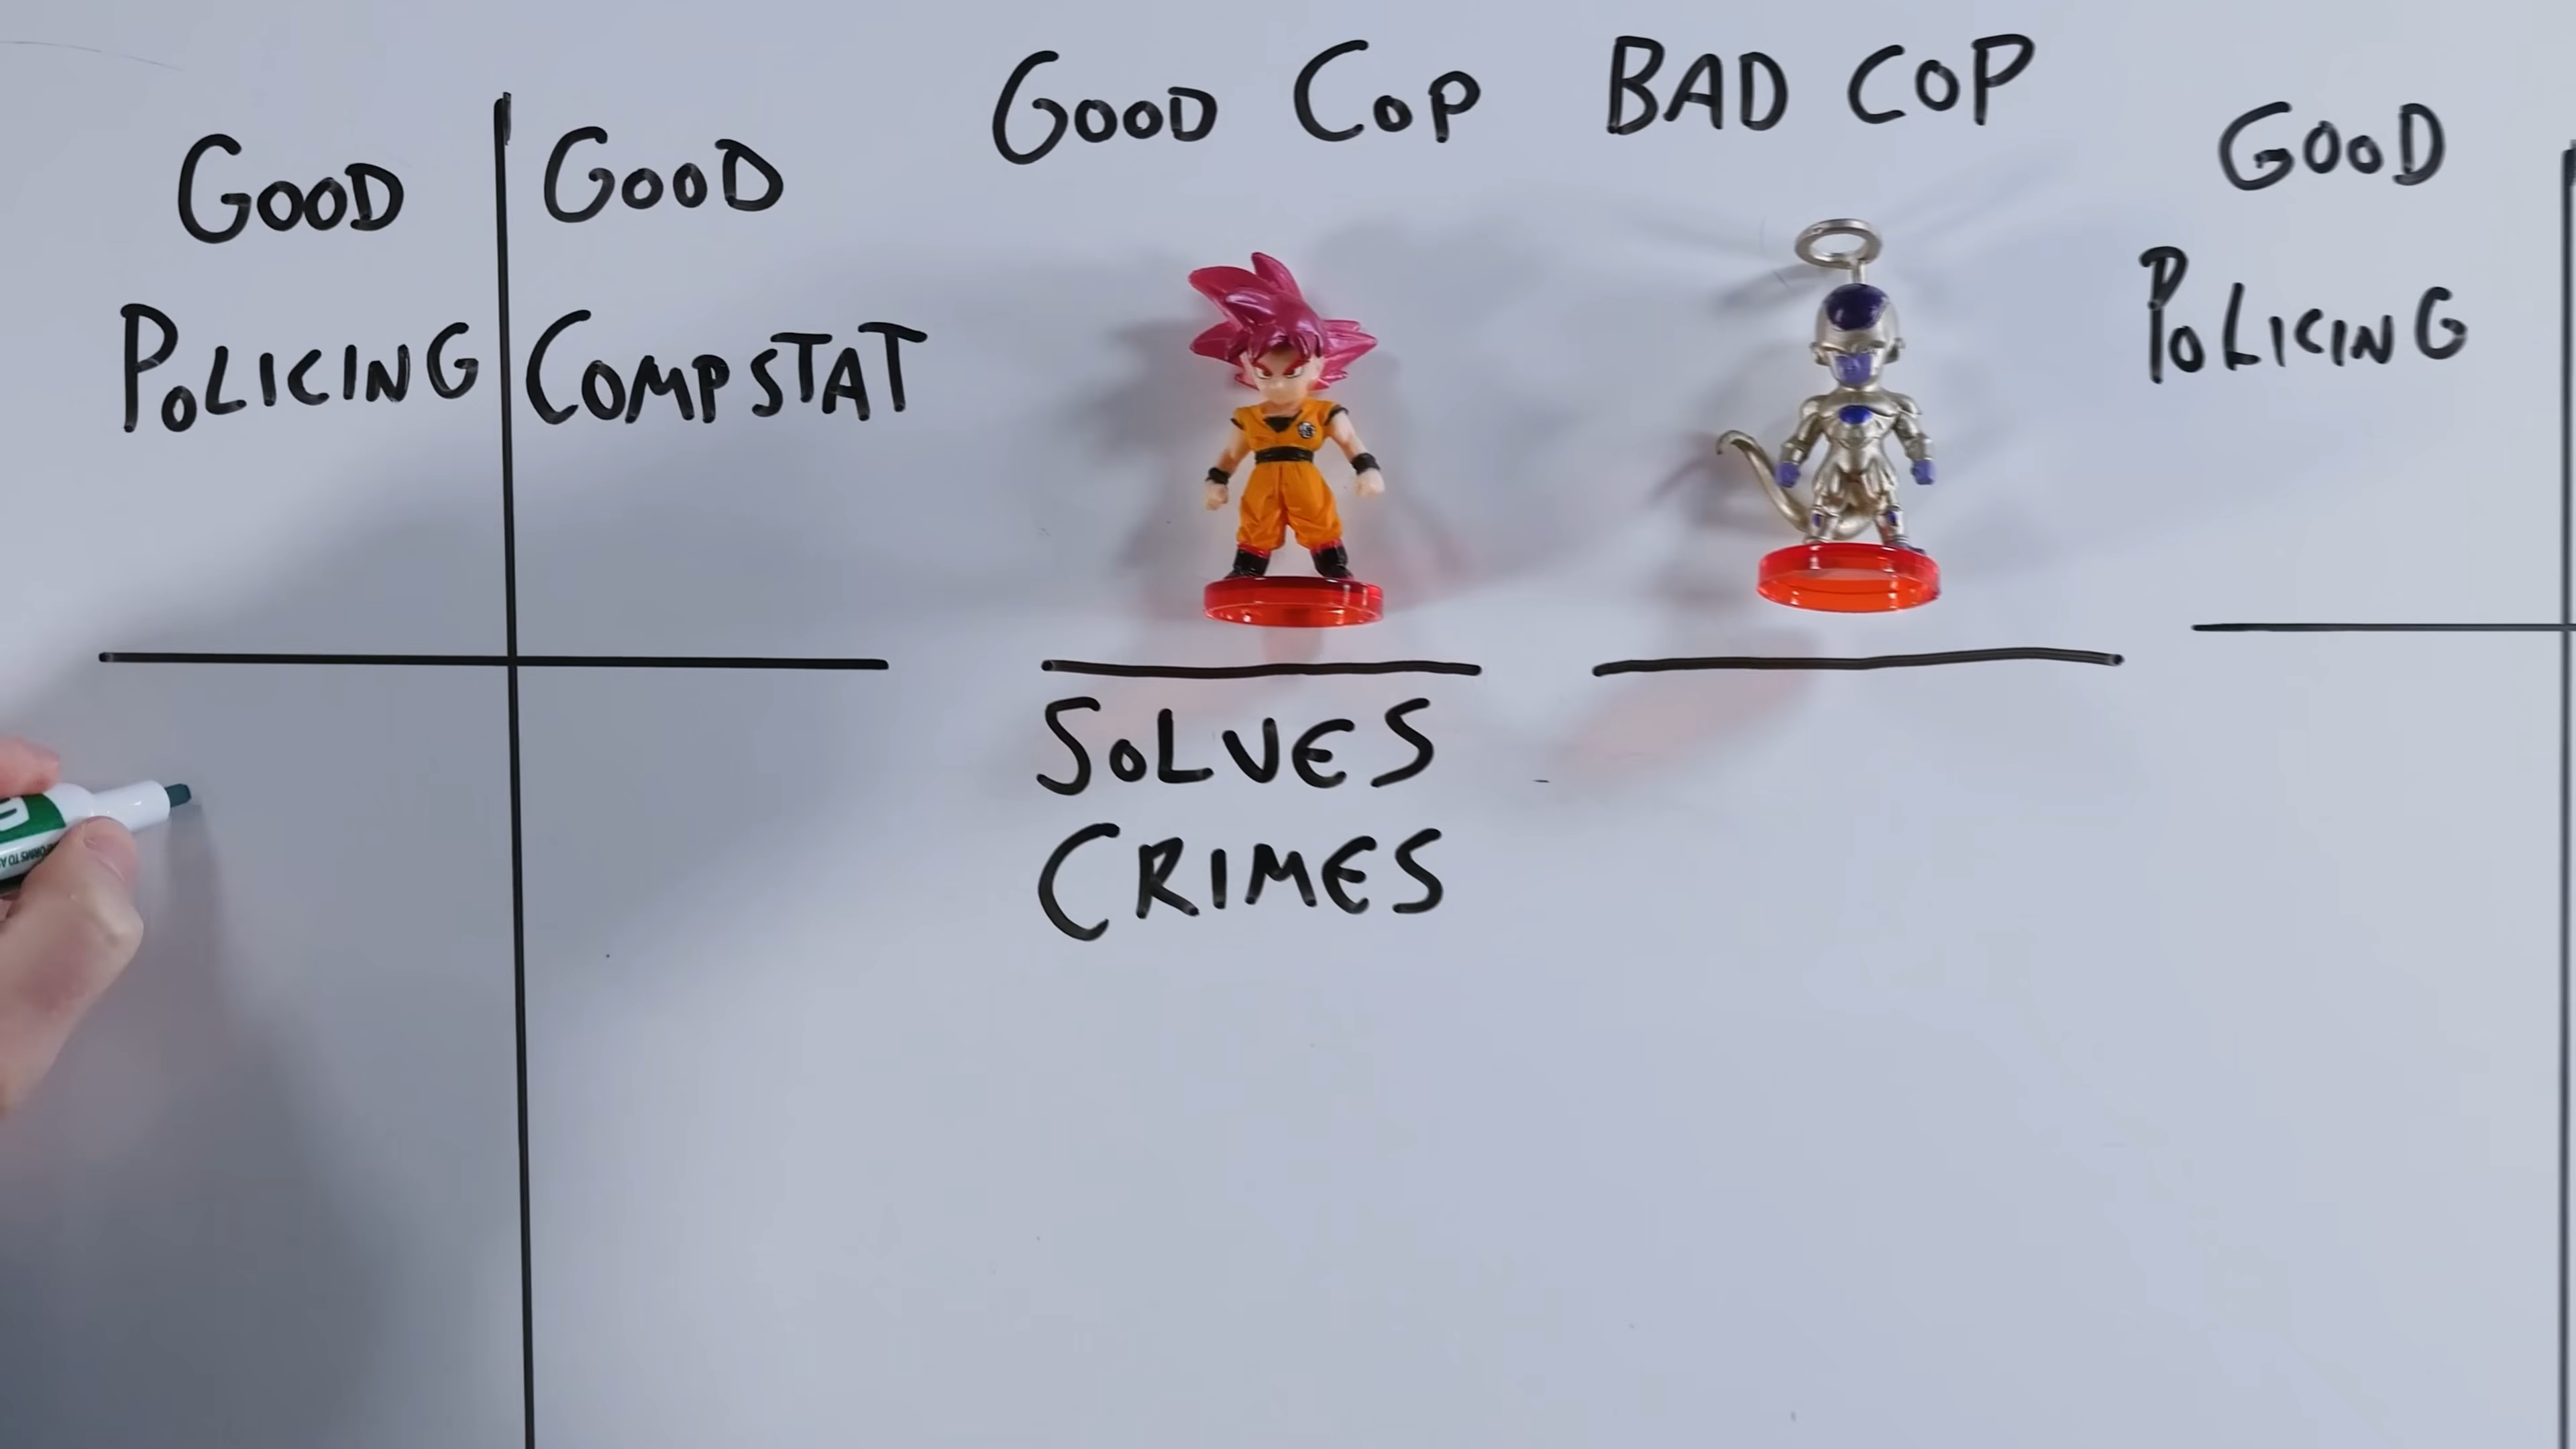 GOOD COP
BAD COP
GOOD
POLICING
GOOD
COMPSTAT
GOOD
POLICING
SOLVES
CRIMES